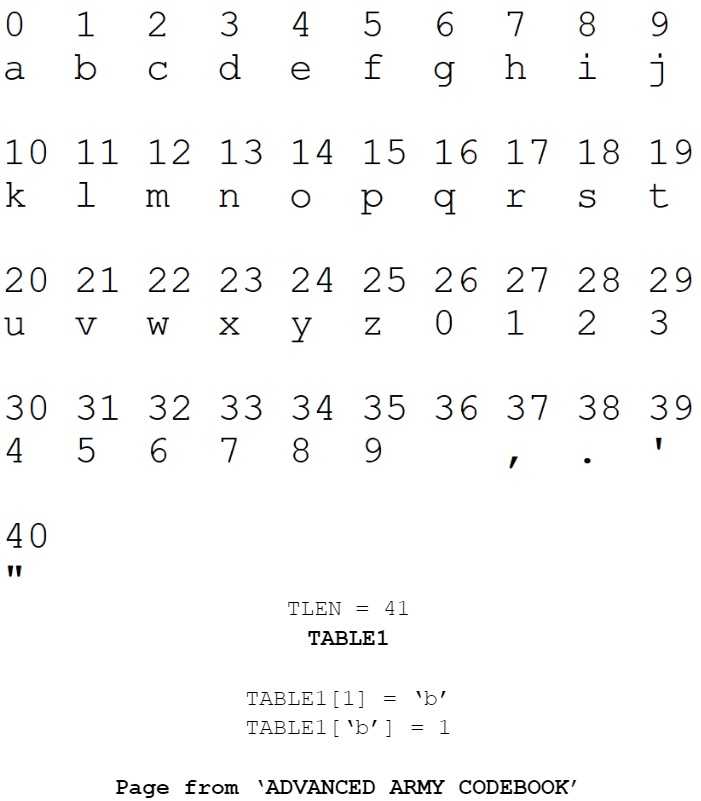 0 1 2 3 4 5 6 7 8 9
a b c d e f g h i j
10 11 12 13 14 15 16 17 18 19
k l m n o p q r s t
20 21 22 23 24 25 26 27 28 29
u v w x y z 0 1 2 3
30 31 32 33 34 35 36 37 38 39
4 5 6 7 8 9 , . '
40
"
TLEN = 41
TABLE1
TABLE1[1] = ‘b’
TABLE1[‘b’] = 1
Page from ‘ADVANCED ARMY CODEBOOK’